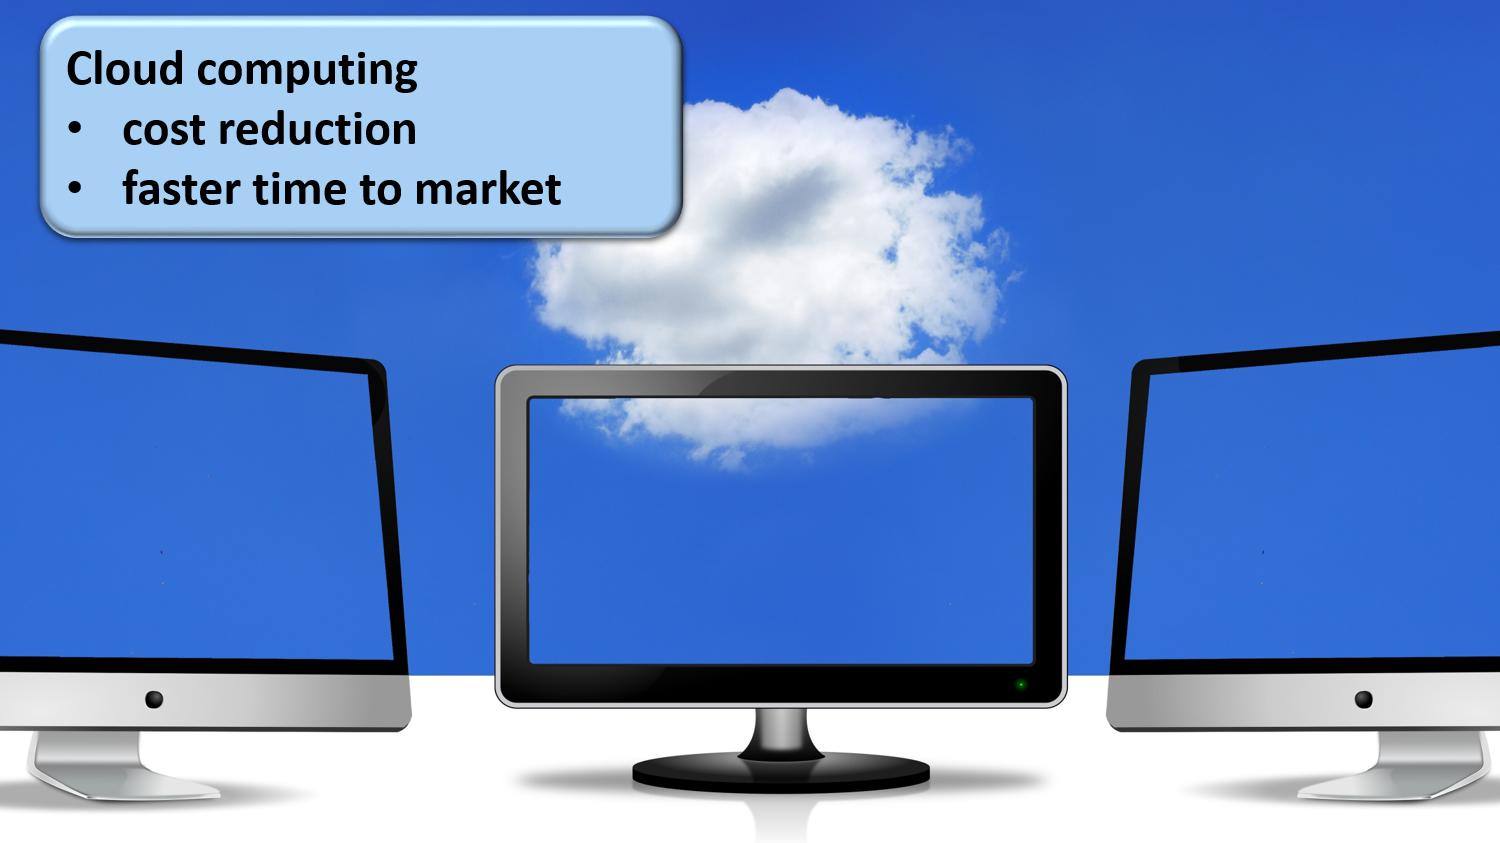 Cloud computing
• cost reduction
• faster time to market